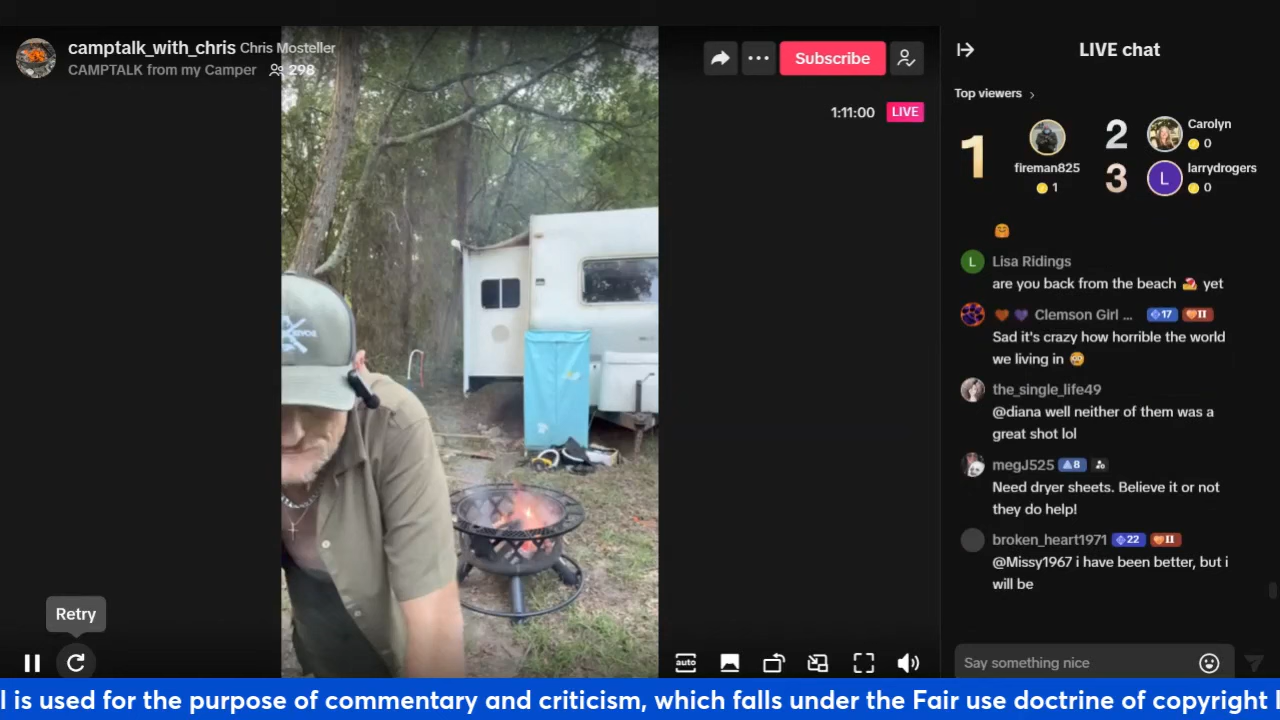 camptalk_with_chris Chris Mosteller
CAMPTALK from my Camper 298
Subscribe
1:11:00 LIVE
LIVE chat
Top viewers
1
fireman825
1
2
Carolyn
0
3
L
larrydrogers
0
L
Lisa Ridings
are you back from the beach 🏖️ yet
🧡 💜 Clemson Girl ... 17 II
Sad it's crazy how horrible the world
we living in 😳
the_single_life49
@diana well neither of them was a
great shot lol
megJ525 8
Need dryer sheets. Believe it or not
they do help!
broken_heart1971 22 II
@Missy1967 i have been better, but i
will be
Retry
auto
Say something nice
l is used for the purpose of commentary and criticism, which falls under the Fair use doctrine of copyright